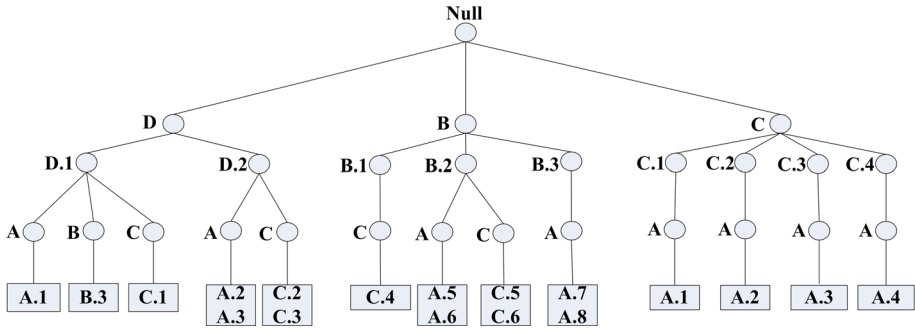 Null
D B C
D.1 D.2 B.1 B.2 B.3 C.1 C.2 C.3 C.4
A B C A C C A C A A A A A
A.1 B.3 C.1 A.2 C.2 C.4 A.5 C.5 A.7 A.1 A.2 A.3 A.4
A.3 C.3 A.6 C.6 A.8